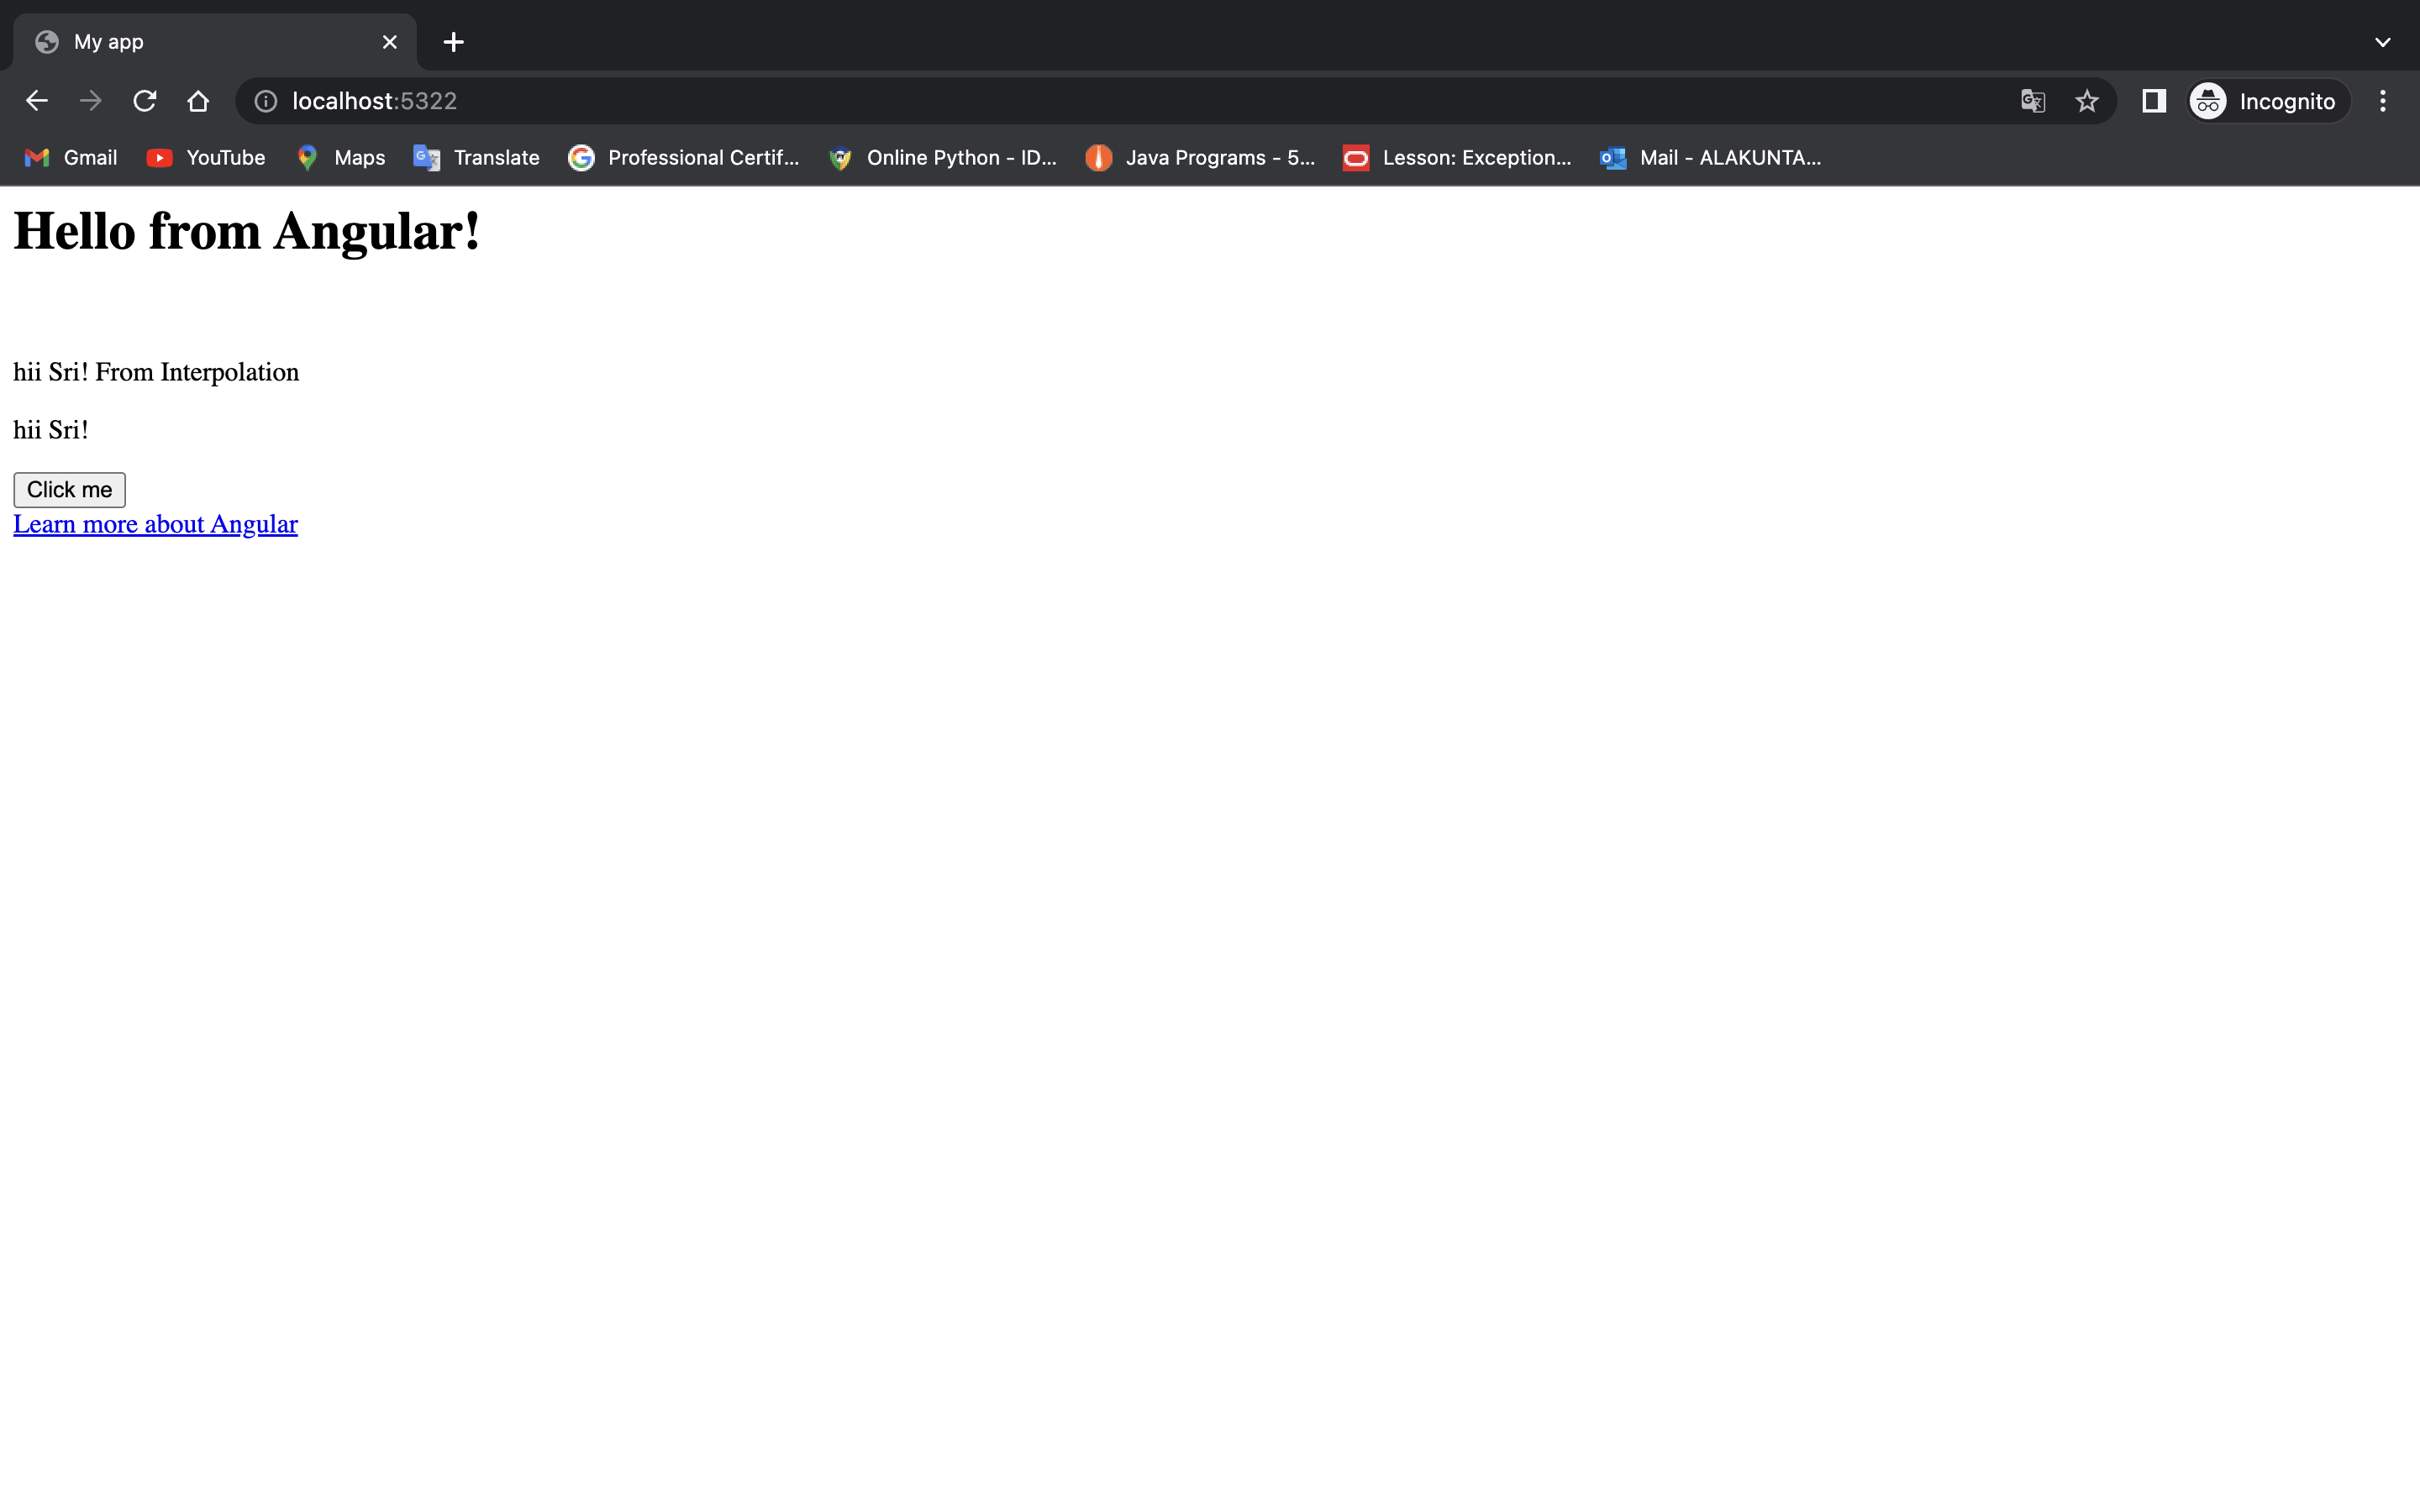 My app
localhost:5322
Incognito
Gmail YouTube Maps Translate Professional Certif... Online Python - ID... Java Programs - 5... Lesson: Exception... Mail - ALAKUNTA...
Hello from Angular!
hii Sri! From Interpolation
hii Sri!
Click me
Learn more about Angular